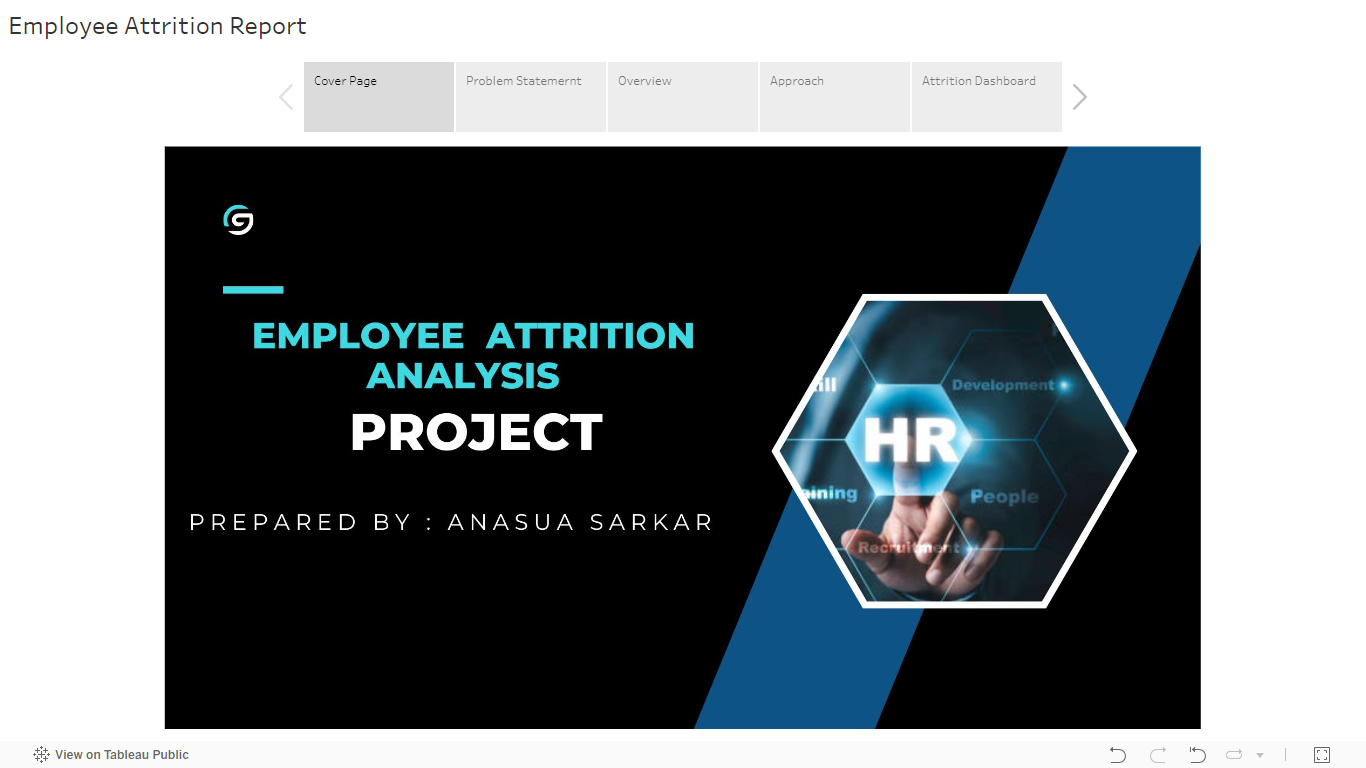 Employee Attrition Report
Cover Page
Problem Statemernt
Overview
Approach
Attrition Dashboard
EMPLOYEE ATTRITION
ANALYSIS
PROJECT
PREPARED BY : ANASUA SARKAR
ill
Development
HR
aining
People
Recruitment
View on Tableau Public